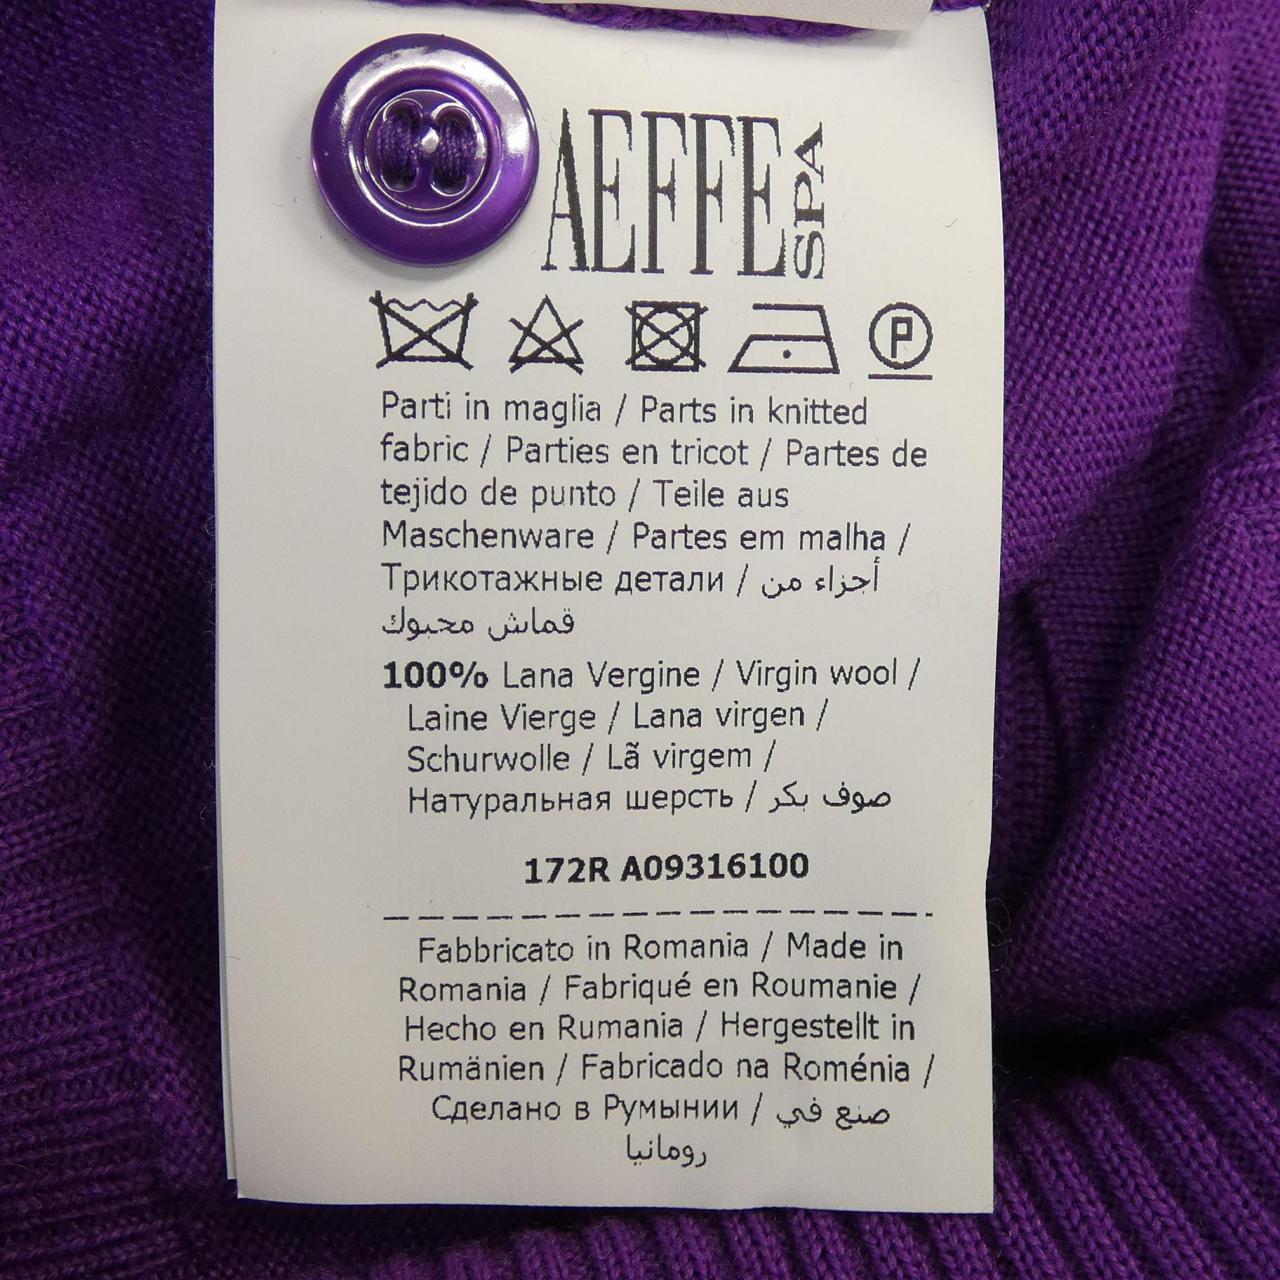 AEFFE SPA
P
Parti in maglia / Parts in knitted
fabric / Parties en tricot / Partes de
tejido de punto / Teile aus
Maschenware / Partes em malha /
Трикотажные детали / أجزاء من
قماش محبوك
100% Lana Vergine / Virgin wool /
Laine Vierge / Lana virgen /
Schurwolle / Lã virgem /
Натуральная шерсть / صوف بكر
172R A09316100
Fabbricato in Romania / Made in
Romania / Fabriqué en Roumanie /
Hecho en Rumania / Hergestellt in
Rumänien / Fabricado na Roménia /
Сделано в Румынии / صنع في
رومانيا